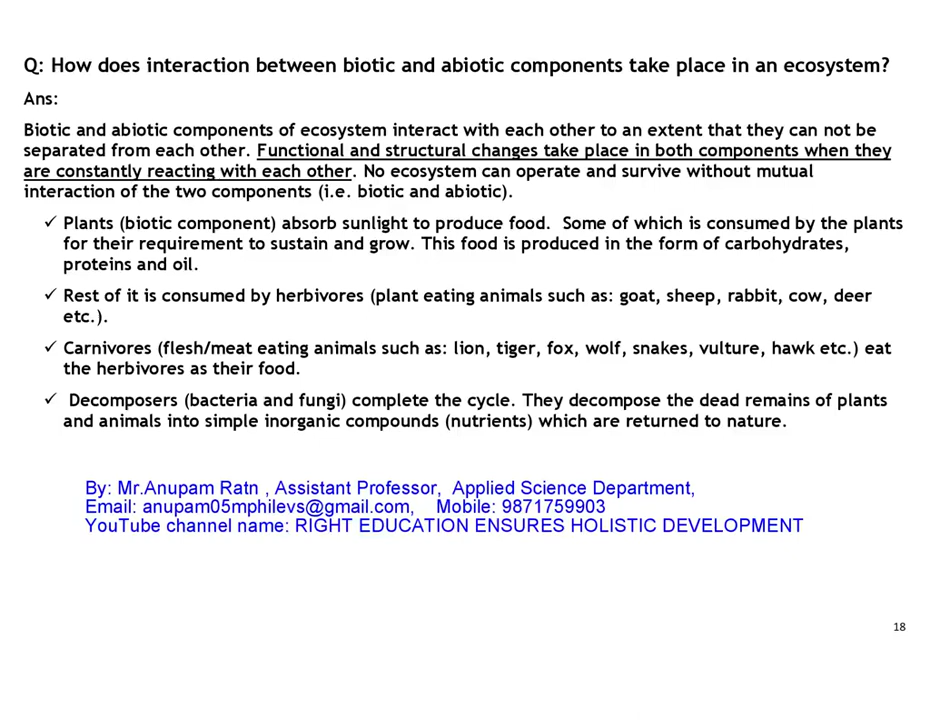 Q: How does interaction between biotic and abiotic components take place in an ecosystem?
Ans:
Biotic and abiotic components of ecosystem interact with each other to an extent that they can not be
separated from each other. Functional and structural changes take place in both components when they
are constantly reacting with each other. No ecosystem can operate and survive without mutual
interaction of the two components (i.e. biotic and abiotic).
✓ Plants (biotic component) absorb sunlight to produce food.  Some of which is consumed by the plants
for their requirement to sustain and grow. This food is produced in the form of carbohydrates,
proteins and oil.
✓ Rest of it is consumed by herbivores (plant eating animals such as: goat, sheep, rabbit, cow, deer
etc.).
✓ Carnivores (flesh/meat eating animals such as: lion, tiger, fox, wolf, snakes, vulture, hawk etc.) eat
the herbivores as their food.
✓ Decomposers (bacteria and fungi) complete the cycle. They decompose the dead remains of plants
and animals into simple inorganic compounds (nutrients) which are returned to nature.
By: Mr.Anupam Ratn , Assistant Professor,  Applied Science Department,
Email: anupam05mphilevs@gmail.com,    Mobile: 9871759903
YouTube channel name: RIGHT EDUCATION ENSURES HOLISTIC DEVELOPMENT
18